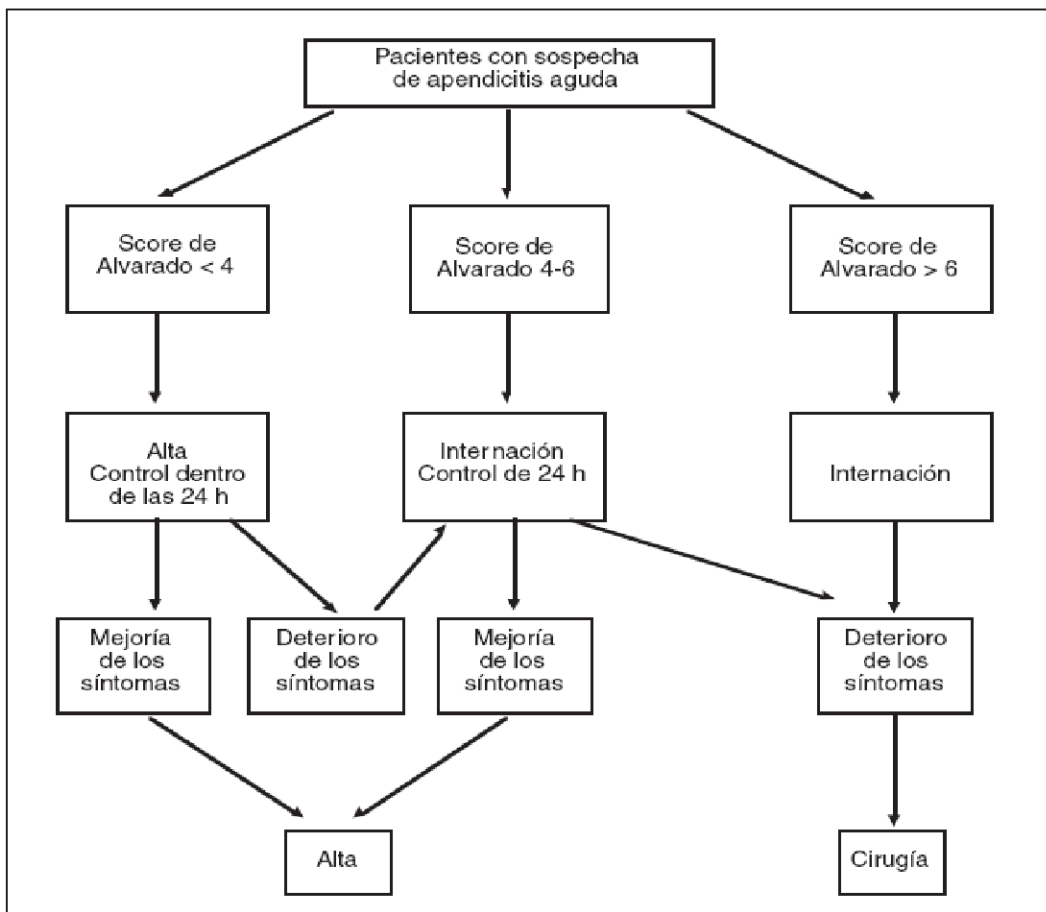 Pacientes con sospecha
de apendicitis aguda
Score de
Alvarado < 4
Score de
Alvarado 4-6
Score de
Alvarado > 6
Alta
Control dentro
de las 24 h
Internación
Control de 24 h
Internación
Mejoría
de los
síntomas
Deterioro
de los
síntomas
Mejoría
de los
síntomas
Deterioro
de los
síntomas
Alta
Cirugía